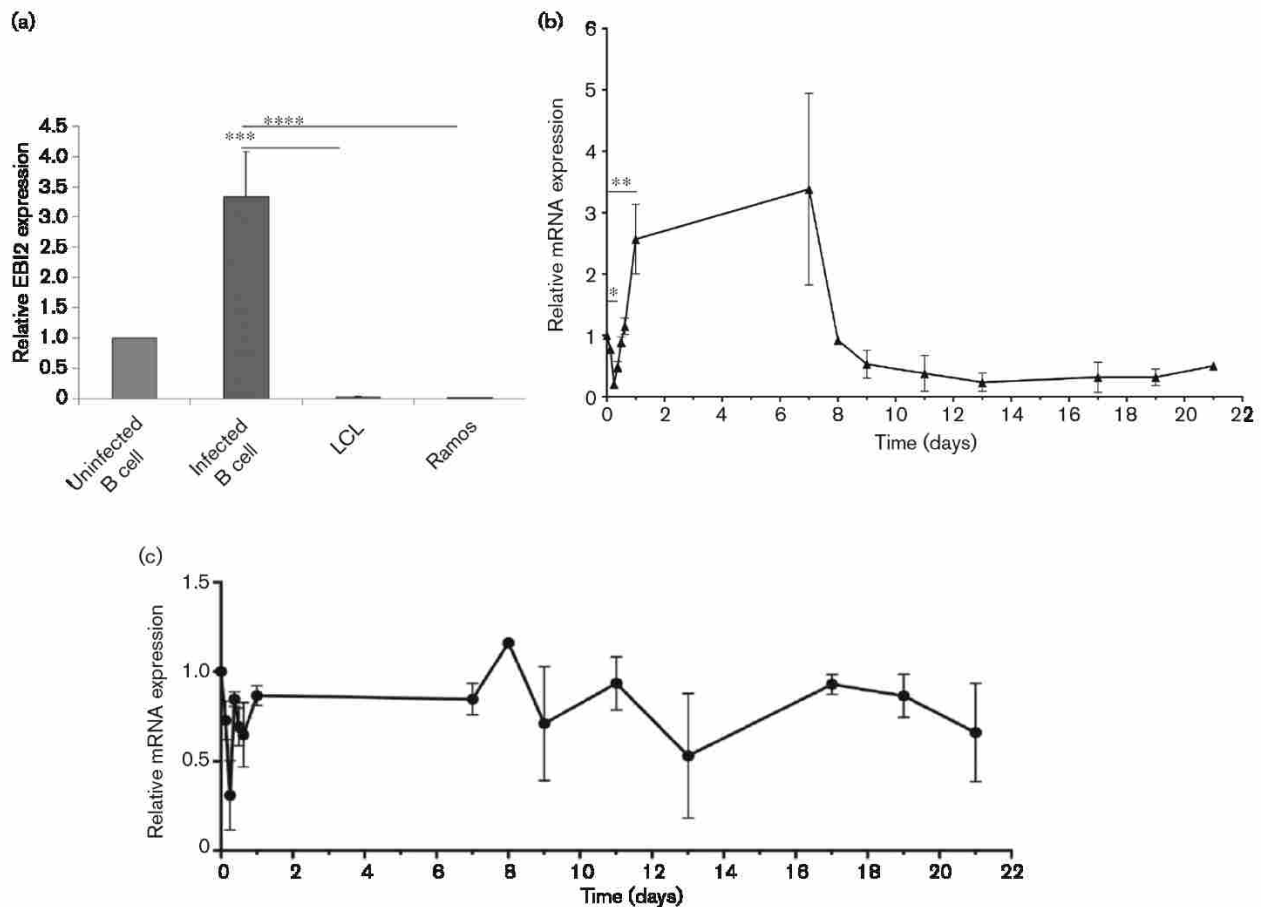 (a)
Relative EBI2 expression
4.5
4.0
3.5
3.0
2.5
2.0
1.5
1.0
0.5
0
****
***
Uninfected
B cell
Infected
B cell
LCL
Ramos
(b)
Relative mRNA expression
6
5
4
3
2
1
0
**
*
0 2 4 6 8 10 12 14 16 18 20 22
Time (days)
(c)
Relative mRNA expression
1.5
1.0
0.5
0
0 2 4 6 8 10 12 14 16 18 20 22
Time (days)